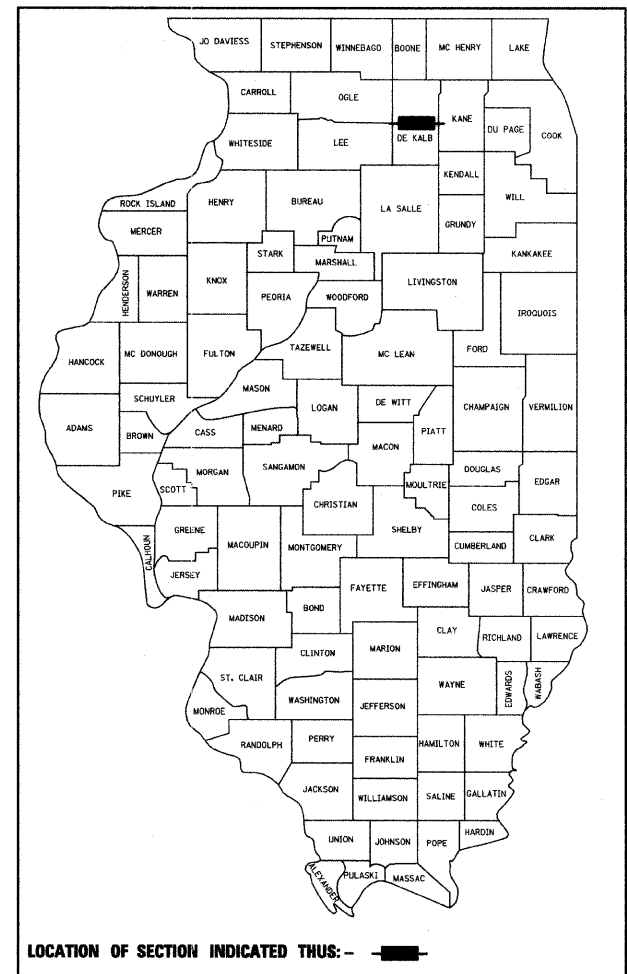 JO DAVIESS STEPHENSON WINNEBAGO BOONE MC HENRY LAKE
CARROLL OGLE KANE DU PAGE COOK
WHITESIDE LEE DE KALB
KENDALL WILL
ROCK ISLAND HENRY BUREAU LA SALLE GRUNDY
MERCER PUTNAM KANKAKEE
STARK MARSHALL
HENDERSON WARREN KNOX PEORIA WOODFORD LIVINGSTON IROQUOIS
HANCOCK MC DONOUGH FULTON TAZEWELL MC LEAN FORD
SCHUYLER MASON LOGAN DE WITT CHAMPAIGN VERMILION
ADAMS BROWN CASS MENARD MACON PIATT
PIKE SCOTT MORGAN SANGAMON MOULTRIE DOUGLAS EDGAR
CHRISTIAN COLES
GREENE MACOUPIN MONTGOMERY SHELBY CUMBERLAND CLARK
CALHOUN JERSEY
FAYETTE EFFINGHAM JASPER CRAWFORD
MADISON BOND
CLINTON MARION CLAY RICHLAND LAWRENCE
ST. CLAIR WASHINGTON JEFFERSON WAYNE EDWARDS WABASH
MONROE RANDOLPH PERRY HAMILTON WHITE
FRANKLIN
JACKSON WILLIAMSON SALINE GALLATIN
UNION JOHNSON POPE HARDIN
ALEXANDER PULASKI MASSAC
LOCATION OF SECTION INDICATED THUS: -